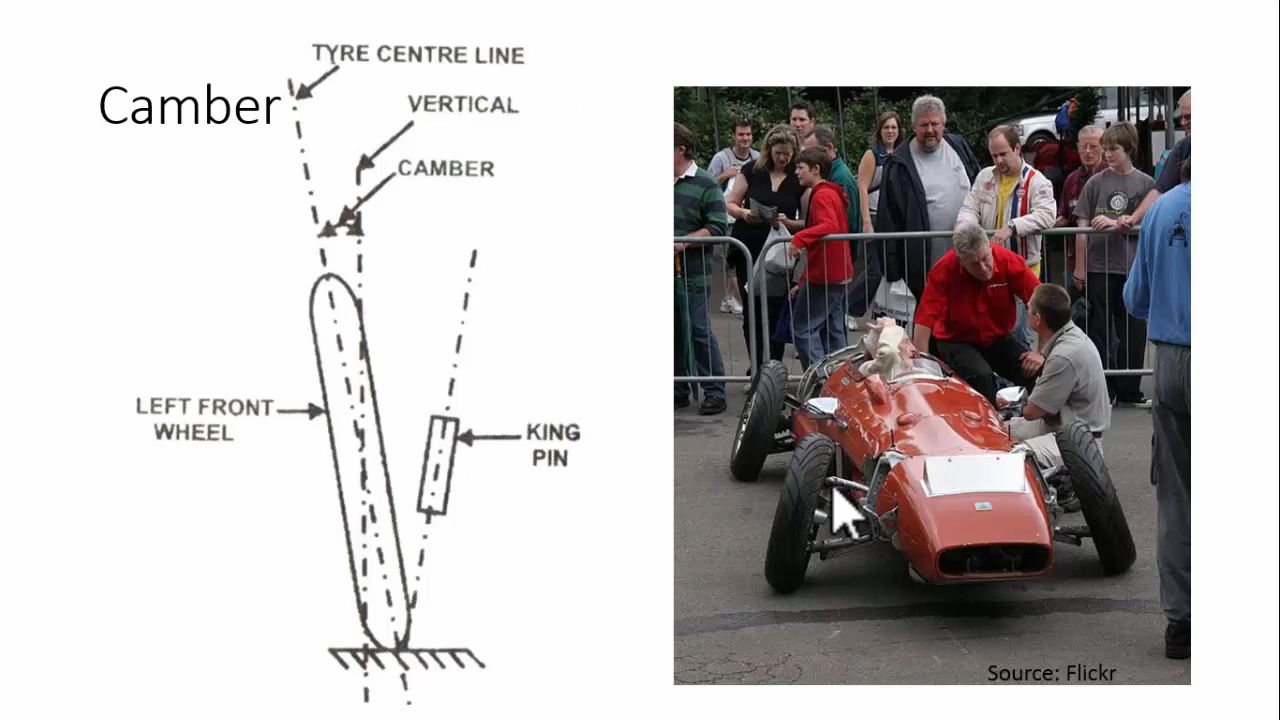 Camber
TYRE CENTRE LINE
VERTICAL
CAMBER
LEFT FRONT
WHEEL
KING
PIN
Source: Flickr